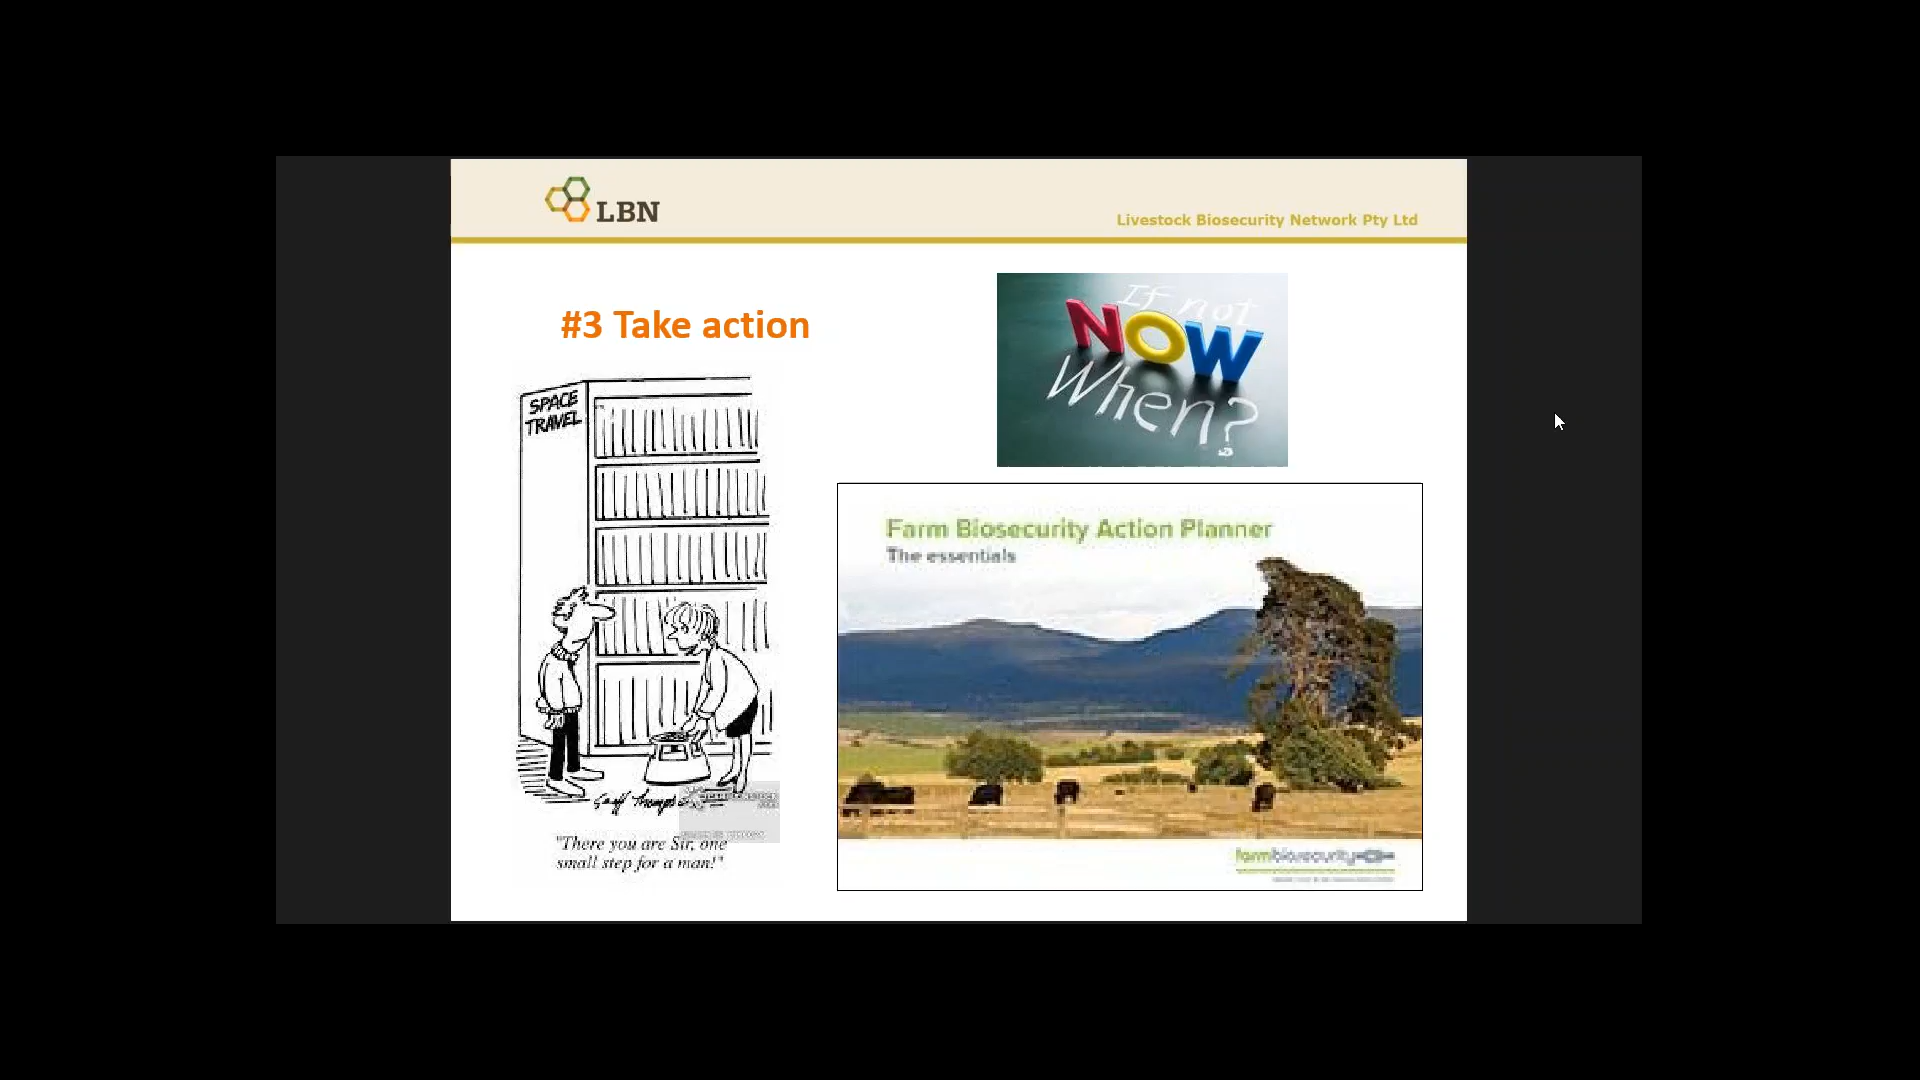 LBN
Livestock Biosecurity Network Pty Ltd
#3 Take action
If not
NOW
When?
SPACE
TRAVEL
Farm Biosecurity Action Planner
The essentials
"There you are Sir, one
small step for a man!"
farmbiosecurity